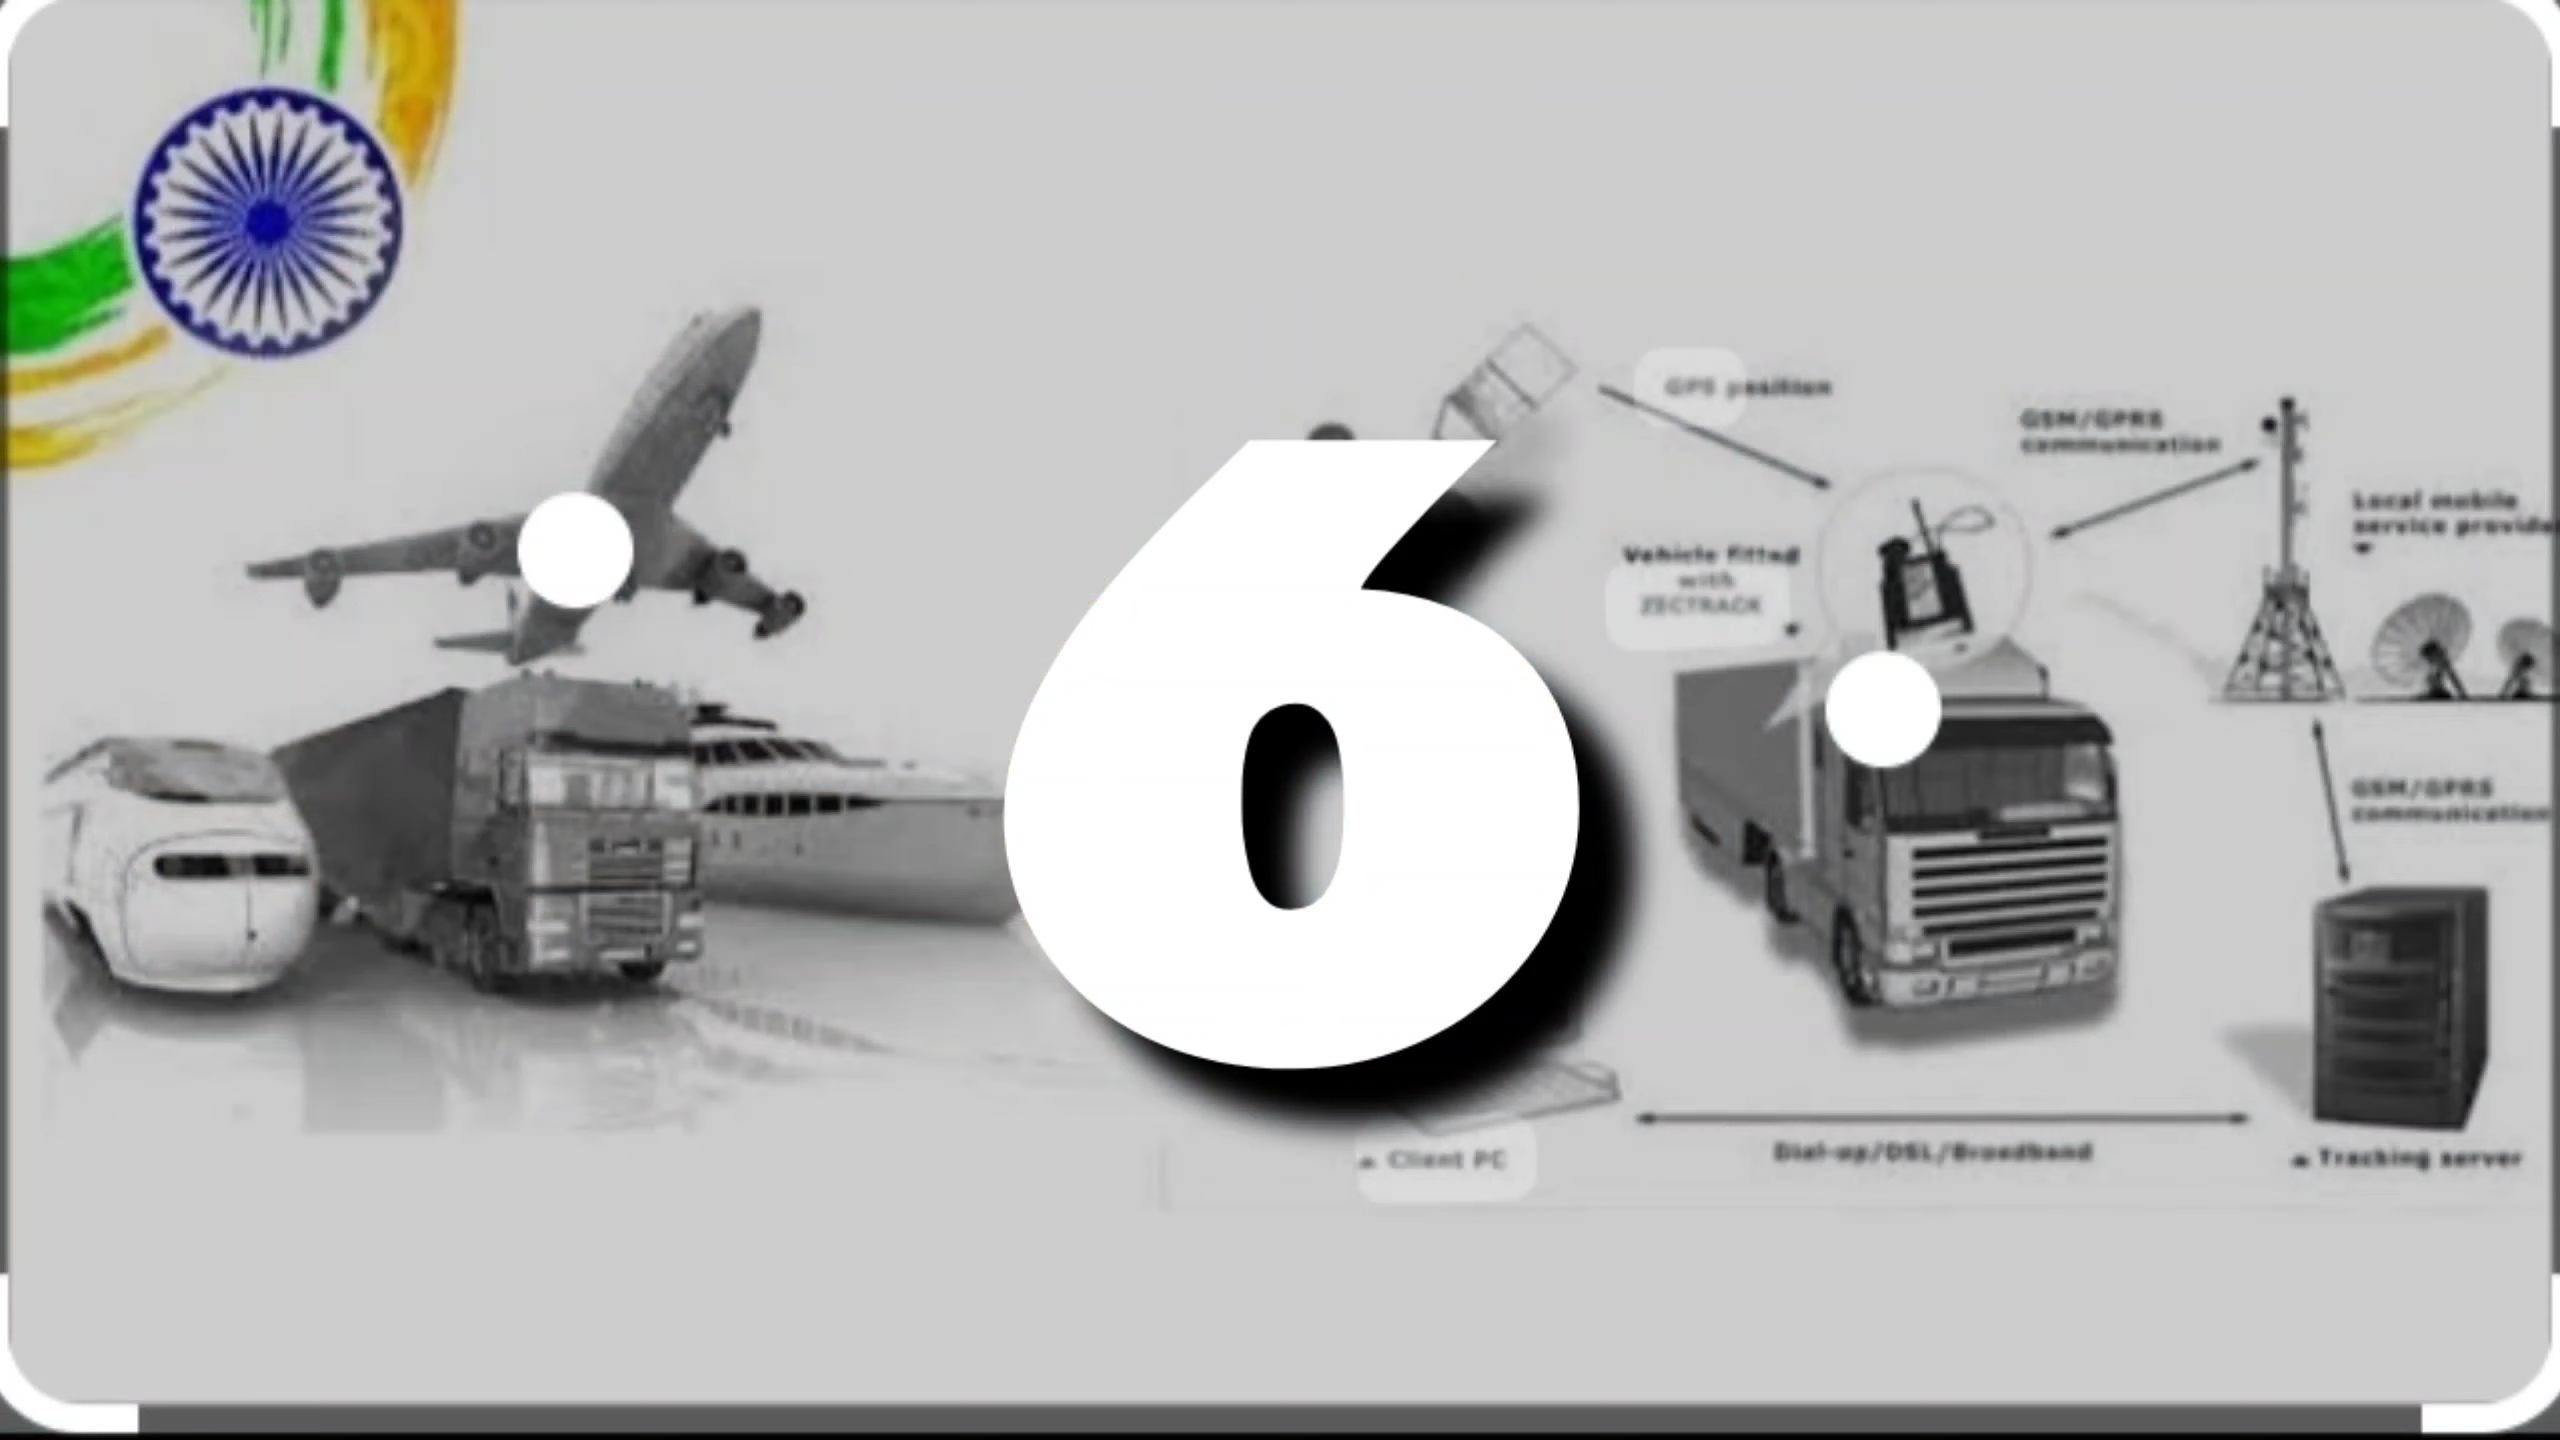 6
GPS position
GSM/GPRS
communication
Local mobile
service provide
Vehicle fitted
with
ZECTRACK
GSM/GPRS
communication
Client PC
Dial-up/DSL/Broadband
Tracking server